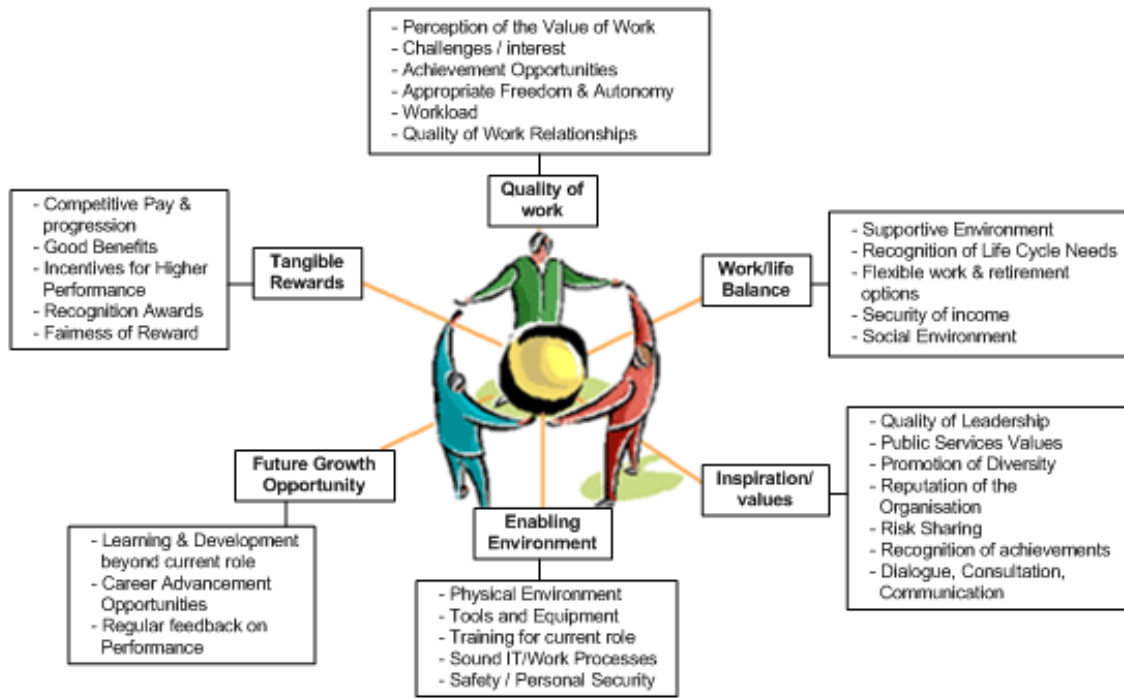 - Perception of the Value of Work
- Challenges / interest
- Achievement Opportunities
- Appropriate Freedom & Autonomy
- Workload
- Quality of Work Relationships
Quality of
work
- Competitive Pay &
progression
- Good Benefits
- Incentives for Higher
Performance
- Recognition Awards
- Fairness of Reward
Tangible
Rewards
Work/life
Balance
- Supportive Environment
- Recognition of Life Cycle Needs
- Flexible work & retirement
options
- Security of income
- Social Environment
Future Growth
Opportunity
- Learning & Development
beyond current role
- Career Advancement
Opportunities
- Regular feedback on
Performance
Enabling
Environment
- Physical Environment
- Tools and Equipment
- Training for current role
- Sound IT/Work Processes
- Safety / Personal Security
Inspiration/
values
- Quality of Leadership
- Public Services Values
- Promotion of Diversity
- Reputation of the
Organisation
- Risk Sharing
- Recognition of achievements
- Dialogue, Consultation,
Communication